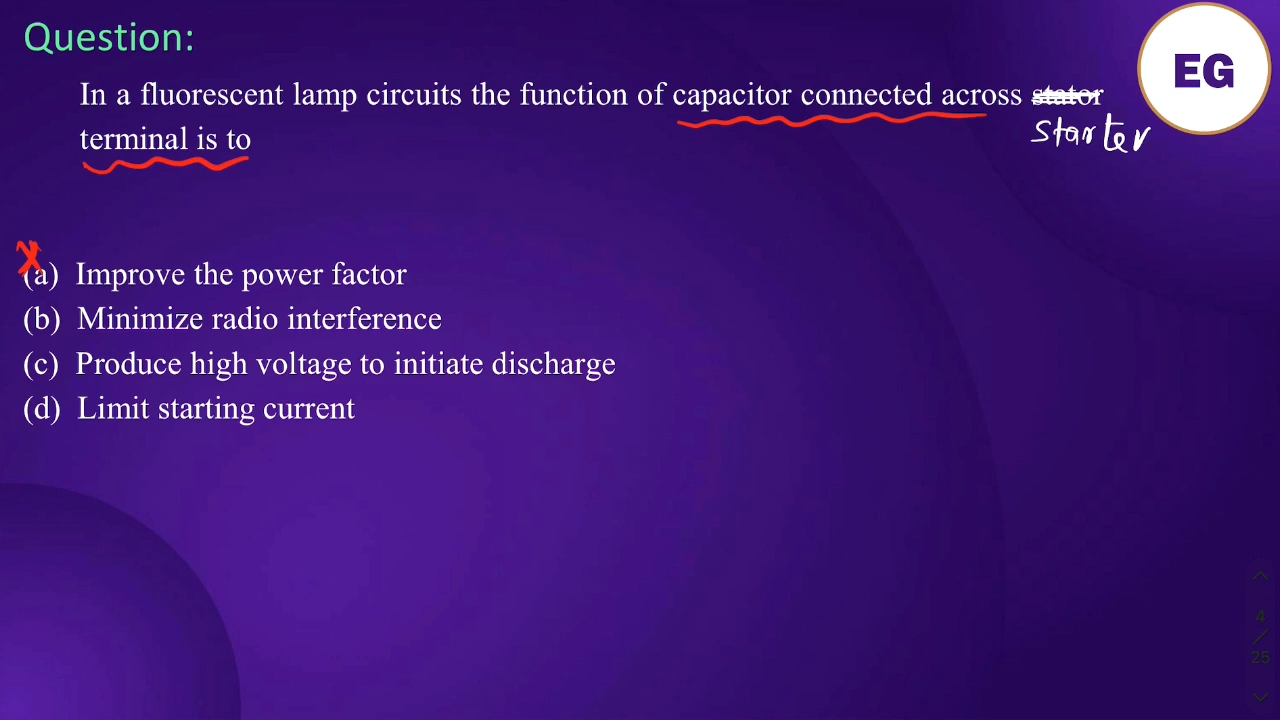 Question:
EG
In a fluorescent lamp circuits the function of capacitor connected across stator
starter
terminal is to
(a) Improve the power factor
(b) Minimize radio interference
(c) Produce high voltage to initiate discharge
(d) Limit starting current
4
/
25